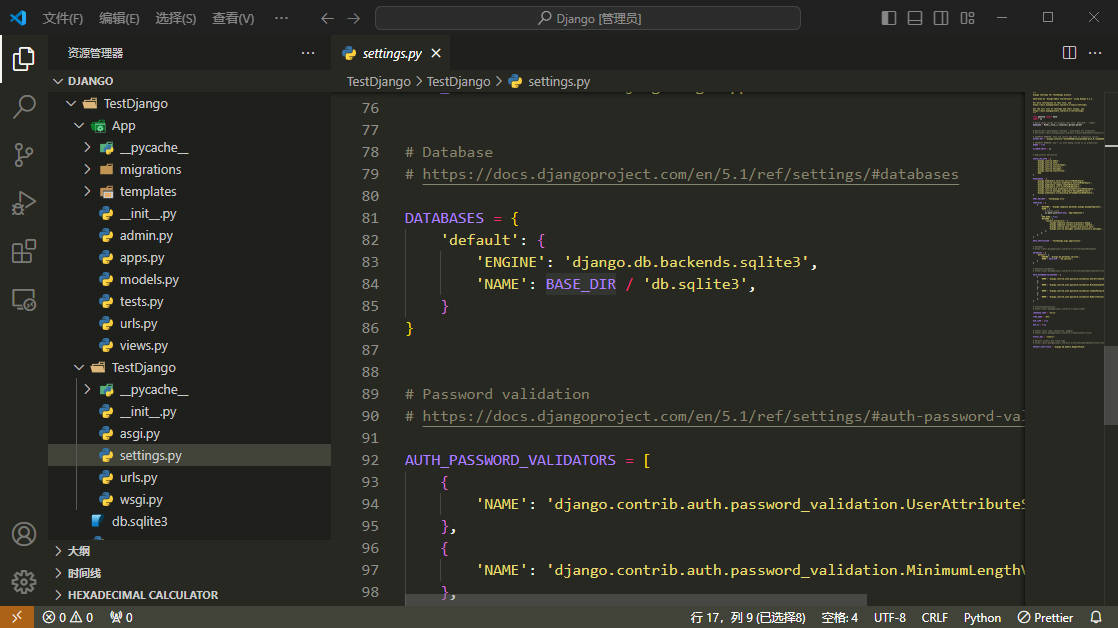 文件(F) 编辑(E) 选择(S) 查看(V) ··· Django [管理员]
资源管理器 ···
DJANGO
TestDjango
App
__pycache__
migrations
templates
__init__.py
admin.py
apps.py
models.py
tests.py
urls.py
views.py
TestDjango
__pycache__
__init__.py
asgi.py
settings.py
urls.py
wsgi.py
db.sqlite3
大纲
时间线
HEXADECIMAL CALCULATOR
settings.py
TestDjango > TestDjango > settings.py
76
77
78 # Database
79 # https://docs.djangoproject.com/en/5.1/ref/settings/#databases
80
81 DATABASES = {
82 'default': {
83 'ENGINE': 'django.db.backends.sqlite3',
84 'NAME': BASE_DIR / 'db.sqlite3',
85 }
86 }
87
88
89 # Password validation
90 # https://docs.djangoproject.com/en/5.1/ref/settings/#auth-password-val
91
92 AUTH_PASSWORD_VALIDATORS = [
93 {
94 'NAME': 'django.contrib.auth.password_validation.UserAttributeS
95 },
96 {
97 'NAME': 'django.contrib.auth.password_validation.MinimumLengthV
98 },
0 0 0 行 17，列 9 (已选择8) 空格: 4 UTF-8 CRLF Python Prettier